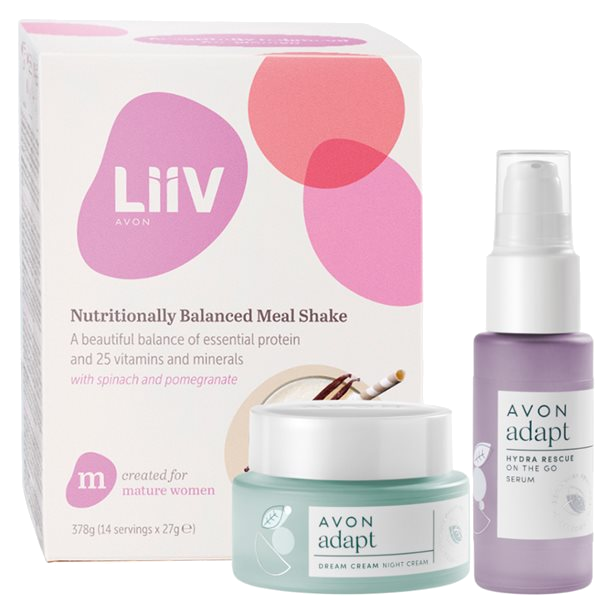 LiiV
AVON
Nutritionally Balanced Meal Shake
A beautiful balance of essential protein
and 25 vitamins and minerals
with spinach and pomegranate
m
created for
mature women
378g (14 servings x 27g℮)
AVON
adapt
DREAM CREAM NIGHT CREAM
AVON
adapt
HYDRA RESCUE
ON THE GO
SERUM